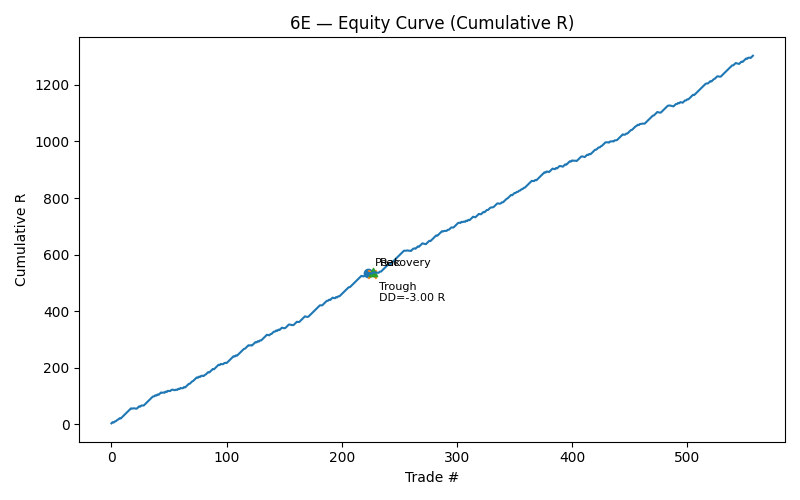 6E — Equity Curve (Cumulative R)
Cumulative R
1200
1000
800
600
400
200
0
Peak
Recovery
Trough
DD=-3.00 R
0
100
200
300
400
500
Trade #